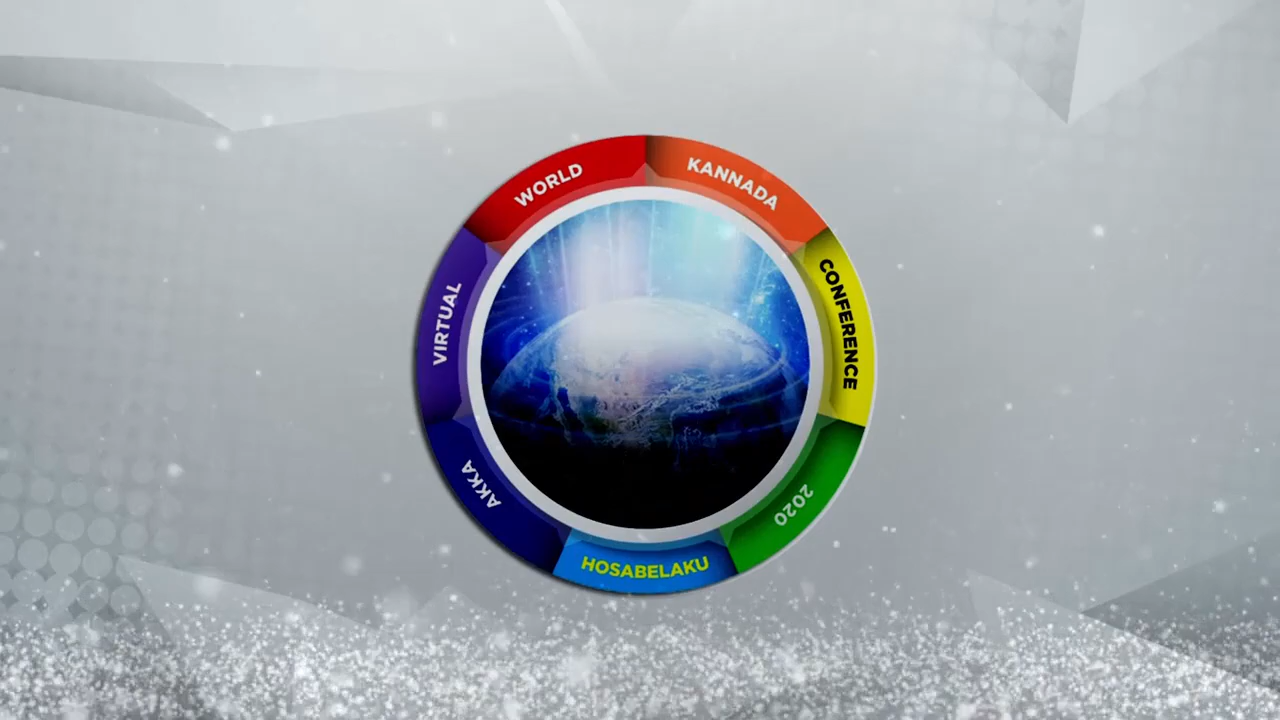 AKKA
VIRTUAL
WORLD
KANNADA
CONFERENCE
2020
HOSABELAKU